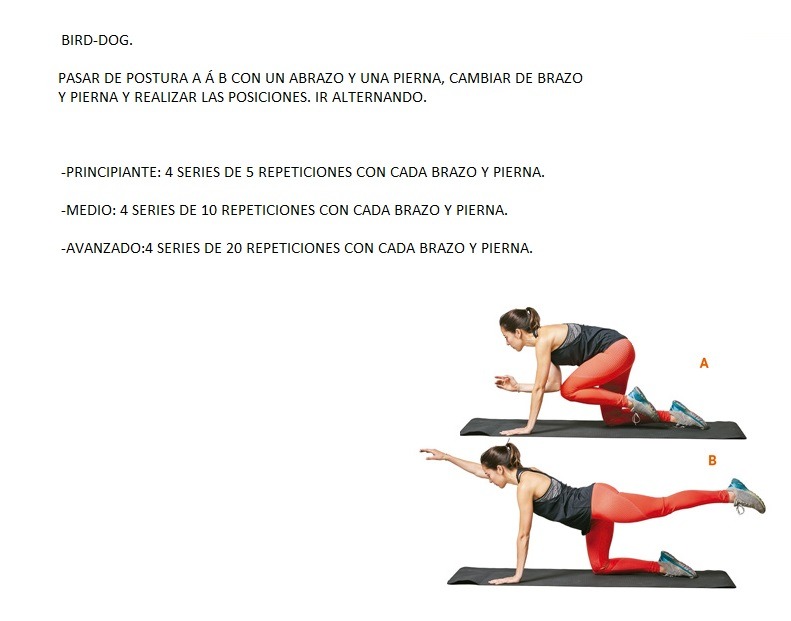 BIRD-DOG.
PASAR DE POSTURA A Á B CON UN ABRAZO Y UNA PIERNA, CAMBIAR DE BRAZO
Y PIERNA Y REALIZAR LAS POSICIONES. IR ALTERNANDO.
-PRINCIPIANTE: 4 SERIES DE 5 REPETICIONES CON CADA BRAZO Y PIERNA.
-MEDIO: 4 SERIES DE 10 REPETICIONES CON CADA BRAZO Y PIERNA.
-AVANZADO:4 SERIES DE 20 REPETICIONES CON CADA BRAZO Y PIERNA.
A
B